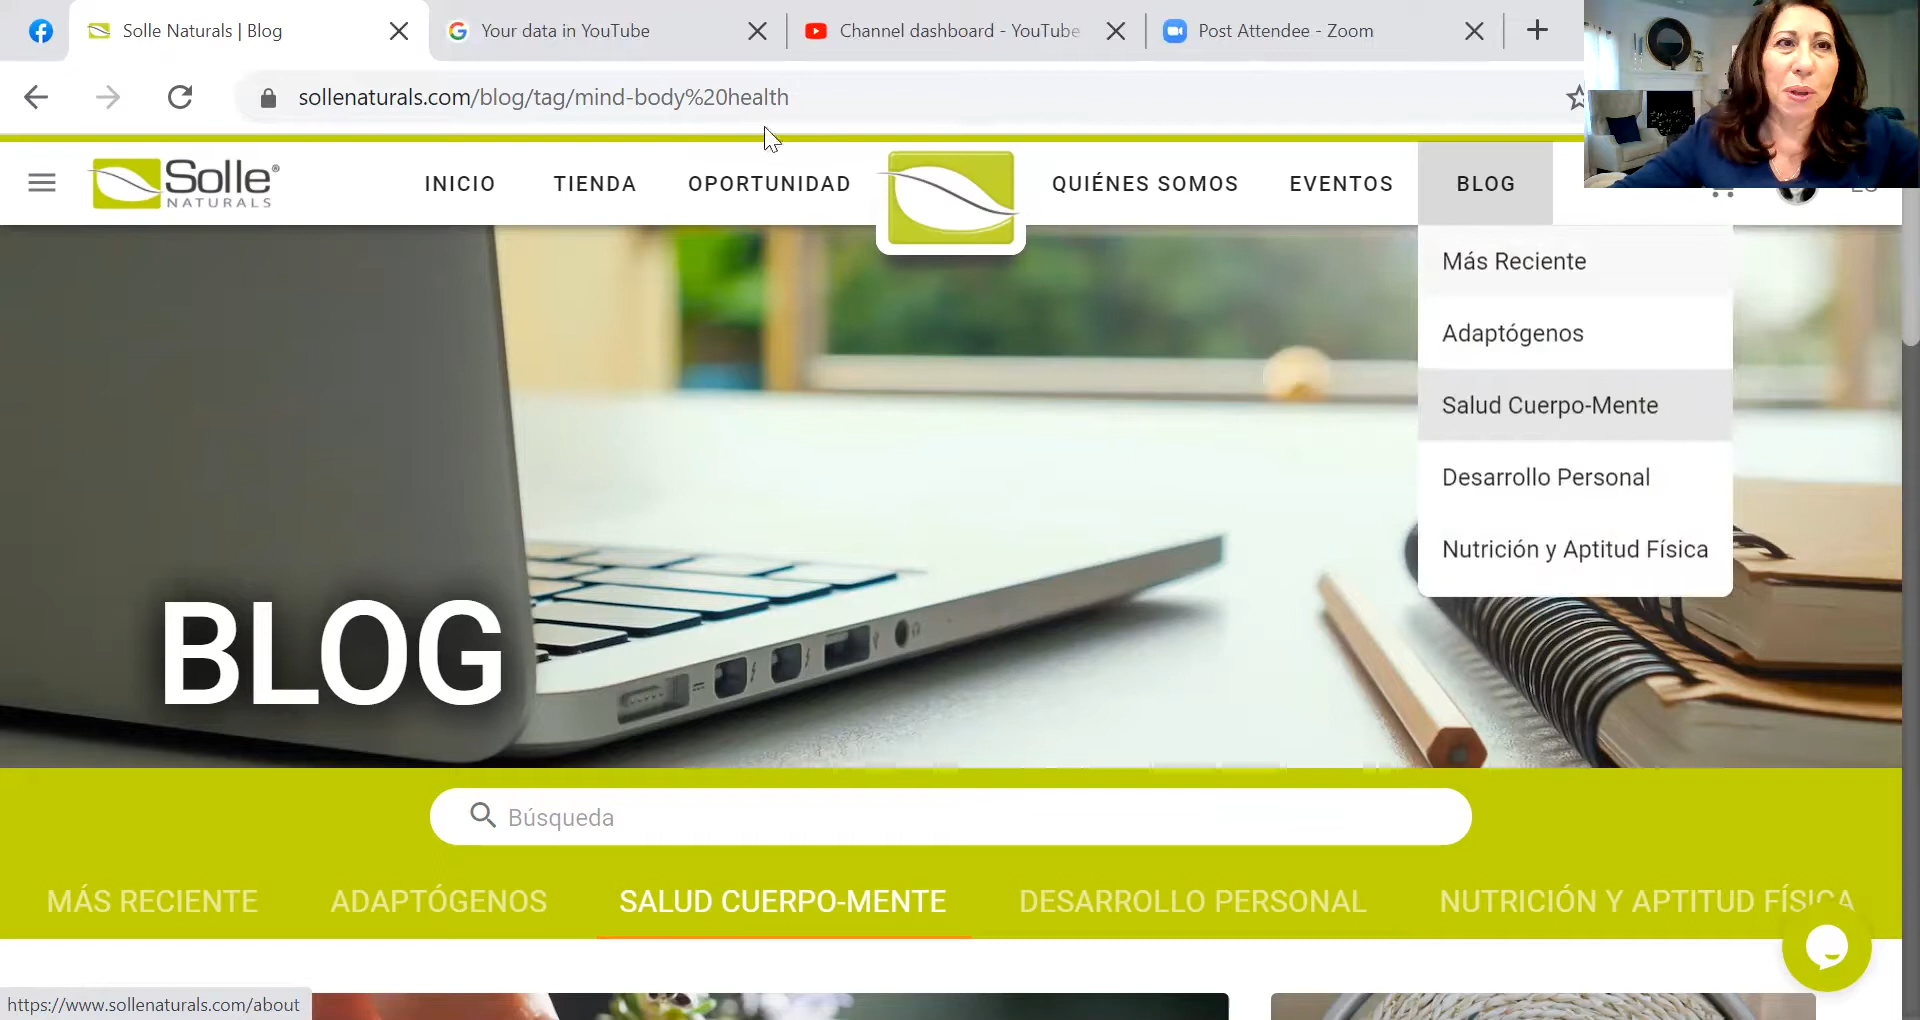 Solle Naturals | Blog
Your data in YouTube
Channel dashboard - YouTube
Post Attendee - Zoom
sollenaturals.com/blog/tag/mind-body%20health
Solle®
NATURALS
INICIO
TIENDA
OPORTUNIDAD
QUIÉNES SOMOS
EVENTOS
BLOG
Más Reciente
Adaptógenos
Salud Cuerpo-Mente
Desarrollo Personal
Nutrición y Aptitud Física
BLOG
Búsqueda
MÁS RECIENTE
ADAPTÓGENOS
SALUD CUERPO-MENTE
DESARROLLO PERSONAL
NUTRICIÓN Y APTITUD FÍSICA
https://www.sollenaturals.com/about